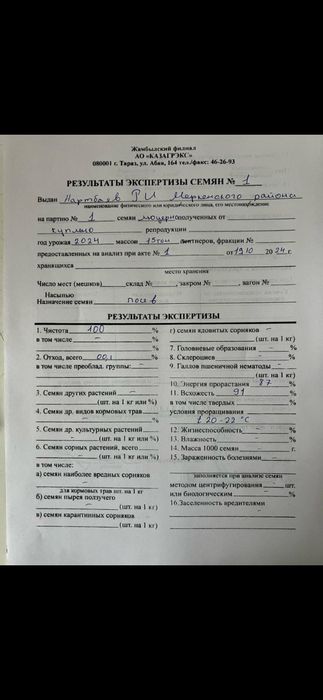 Жамбылский филиал
АО «КАЗАГРЭКС»
080001 г. Тараз, ул. Абая, 164 тел./факс: 46-26-93
РЕЗУЛЬТАТЫ ЭКСПЕРТИЗЫ СЕМЯН № 1
Выдан Нартбаев РИ Меркенского района
наименование физического или юридического лица, его местонахождение
на партию № 1 семян люцерна полученных от
куплено репродукции
год урожая 2024 массою 15тон центнеров, фракции №
предоставленных на анализ при акте № 1 от 19 10 2024 г.
хранящихся
место хранения
Число мест (мешков) склад № , закром № , вагон №
Насыпью
Назначение семян посев
РЕЗУЛЬТАТЫ ЭКСПЕРТИЗЫ
1. Чистота 100 %
в том числе – %
%
2. Отход, всего 00,1 %
в том числе преоблад. группы: –
3. Семян других растений –
(шт. на 1 кг или %)
4. Семян др. видов кормовых трав
%
5. Семян др. культурных растений
– (шт. на 1 кг или %)
6. Семян сорных растений, всего
– (шт. на 1 кг или %)
в том числе:
а) семян наиболее вредных сорняков
–
для кормовых трав шт. на 1 кг
б) семян пырея ползучего
– (шт. на 1 кг)
в) семян карантинных сорняков
– (шт. на 1 кг)
г) семян ядовитых сорняков –
(шт. на 1 кг)
7. Головневые образования – %
8. Склероциев – %
9. Галлов пшеничной нематоды –
(шт. на 1 кг)
10. Энергия прорастания 87 %
11. Всхожесть 91 %
в том числе твердых %
условия проращивания
t 20-22 °C
12. Жизнеспособность – %
13. Влажность – %
14. Масса 1000 семян г.
15. Зараженность болезнями –
заполняется при анализе семян
методом центрифугирования шт.
или биологическим – %
16. Заселенность вредителями
–